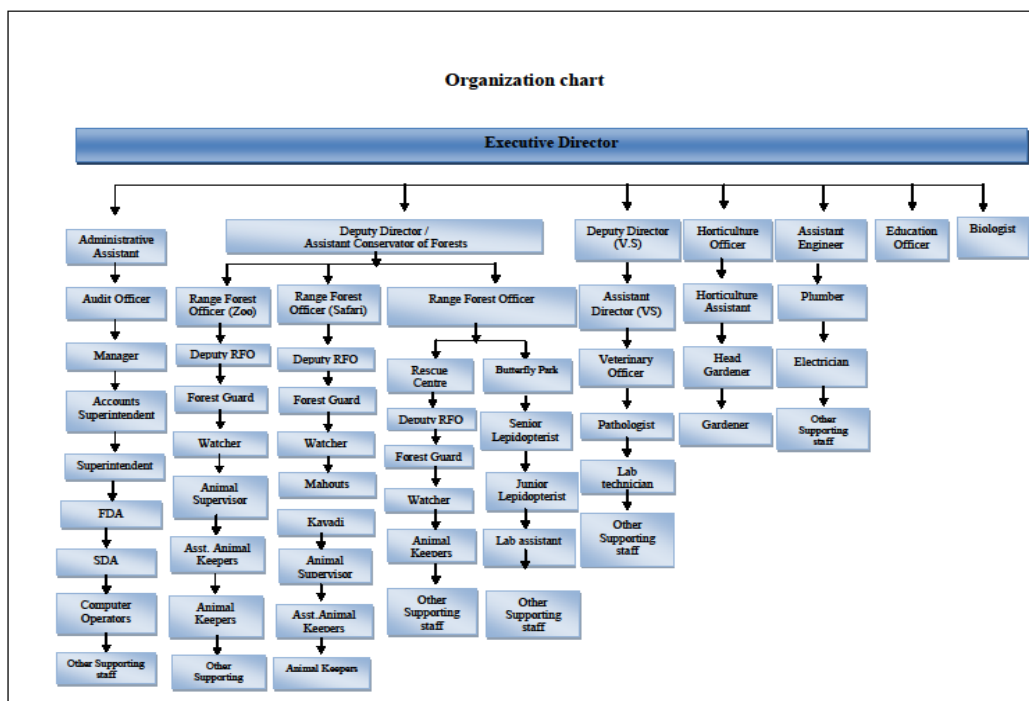 Organization chart
Executive Director
Administrative
Assistant
Audit Officer
Manager
Accounts
Superintendent
Superintendent
FDA
SDA
Computer
Operators
Other Supporting
staff
Deputy Director /
Assistant Conservator of Forests
Range Forest
Officer (Zoo)
Deputy RFO
Forest Guard
Watcher
Animal
Supervisor
Asst. Animal
Keepers
Animal
Keepers
Other
Supporting
Range Forest
Officer (Safari)
Deputy RFO
Forest Guard
Watcher
Mahouts
Kavadi
Animal
Supervisor
Asst.Animal
Keepers
Animal Keepers
Range Forest Officer
Rescue
Centre
Deputy RFO
Forest Guard
Watcher
Animal
Keepers
Other
Supporting
staff
Butterfly Park
Senior
Lepidopterist
Junior
Lepidopterist
Lab assistant
Other
Supporting
staff
Deputy Director
(V.S)
Assistant
Director (VS)
Veterinary
Officer
Pathologist
Lab
technician
Other
Supporting
staff
Horticulture
Officer
Horticulture
Assistant
Head
Gardener
Gardener
Assistant
Engineer
Plumber
Electrician
Other
Supporting
staff
Education
Officer
Biologist